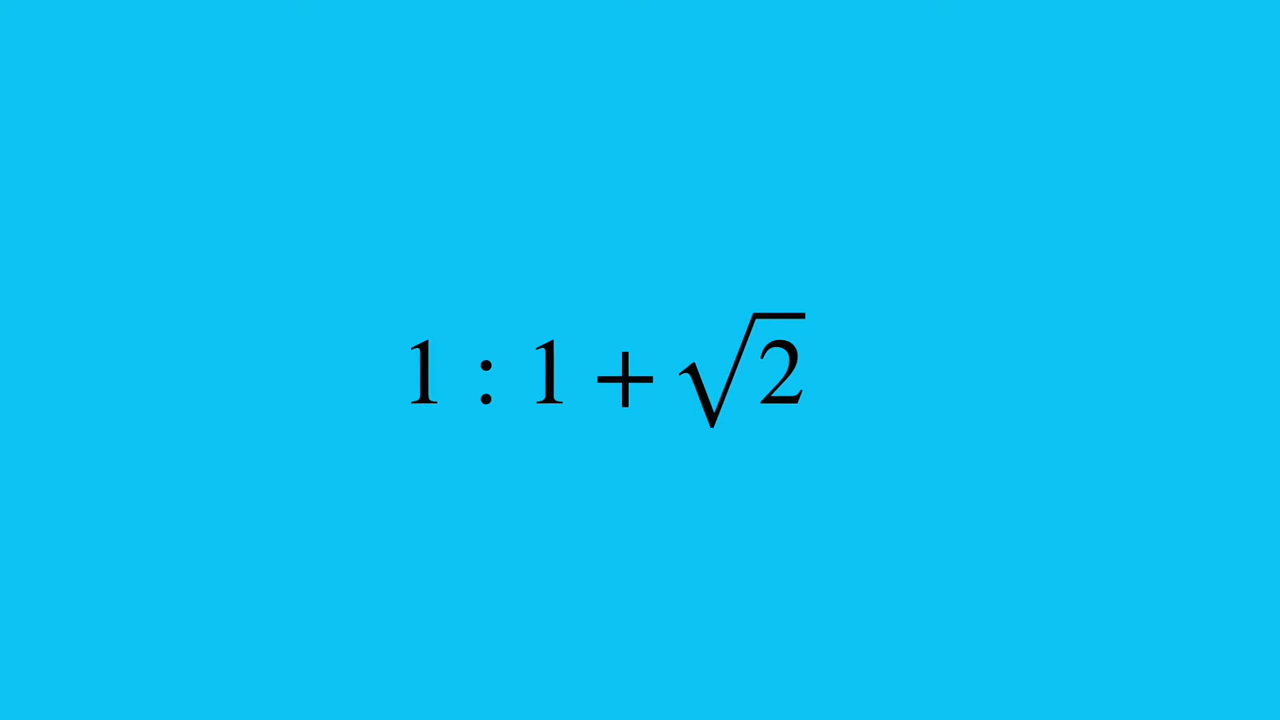 1 : 1 + √2